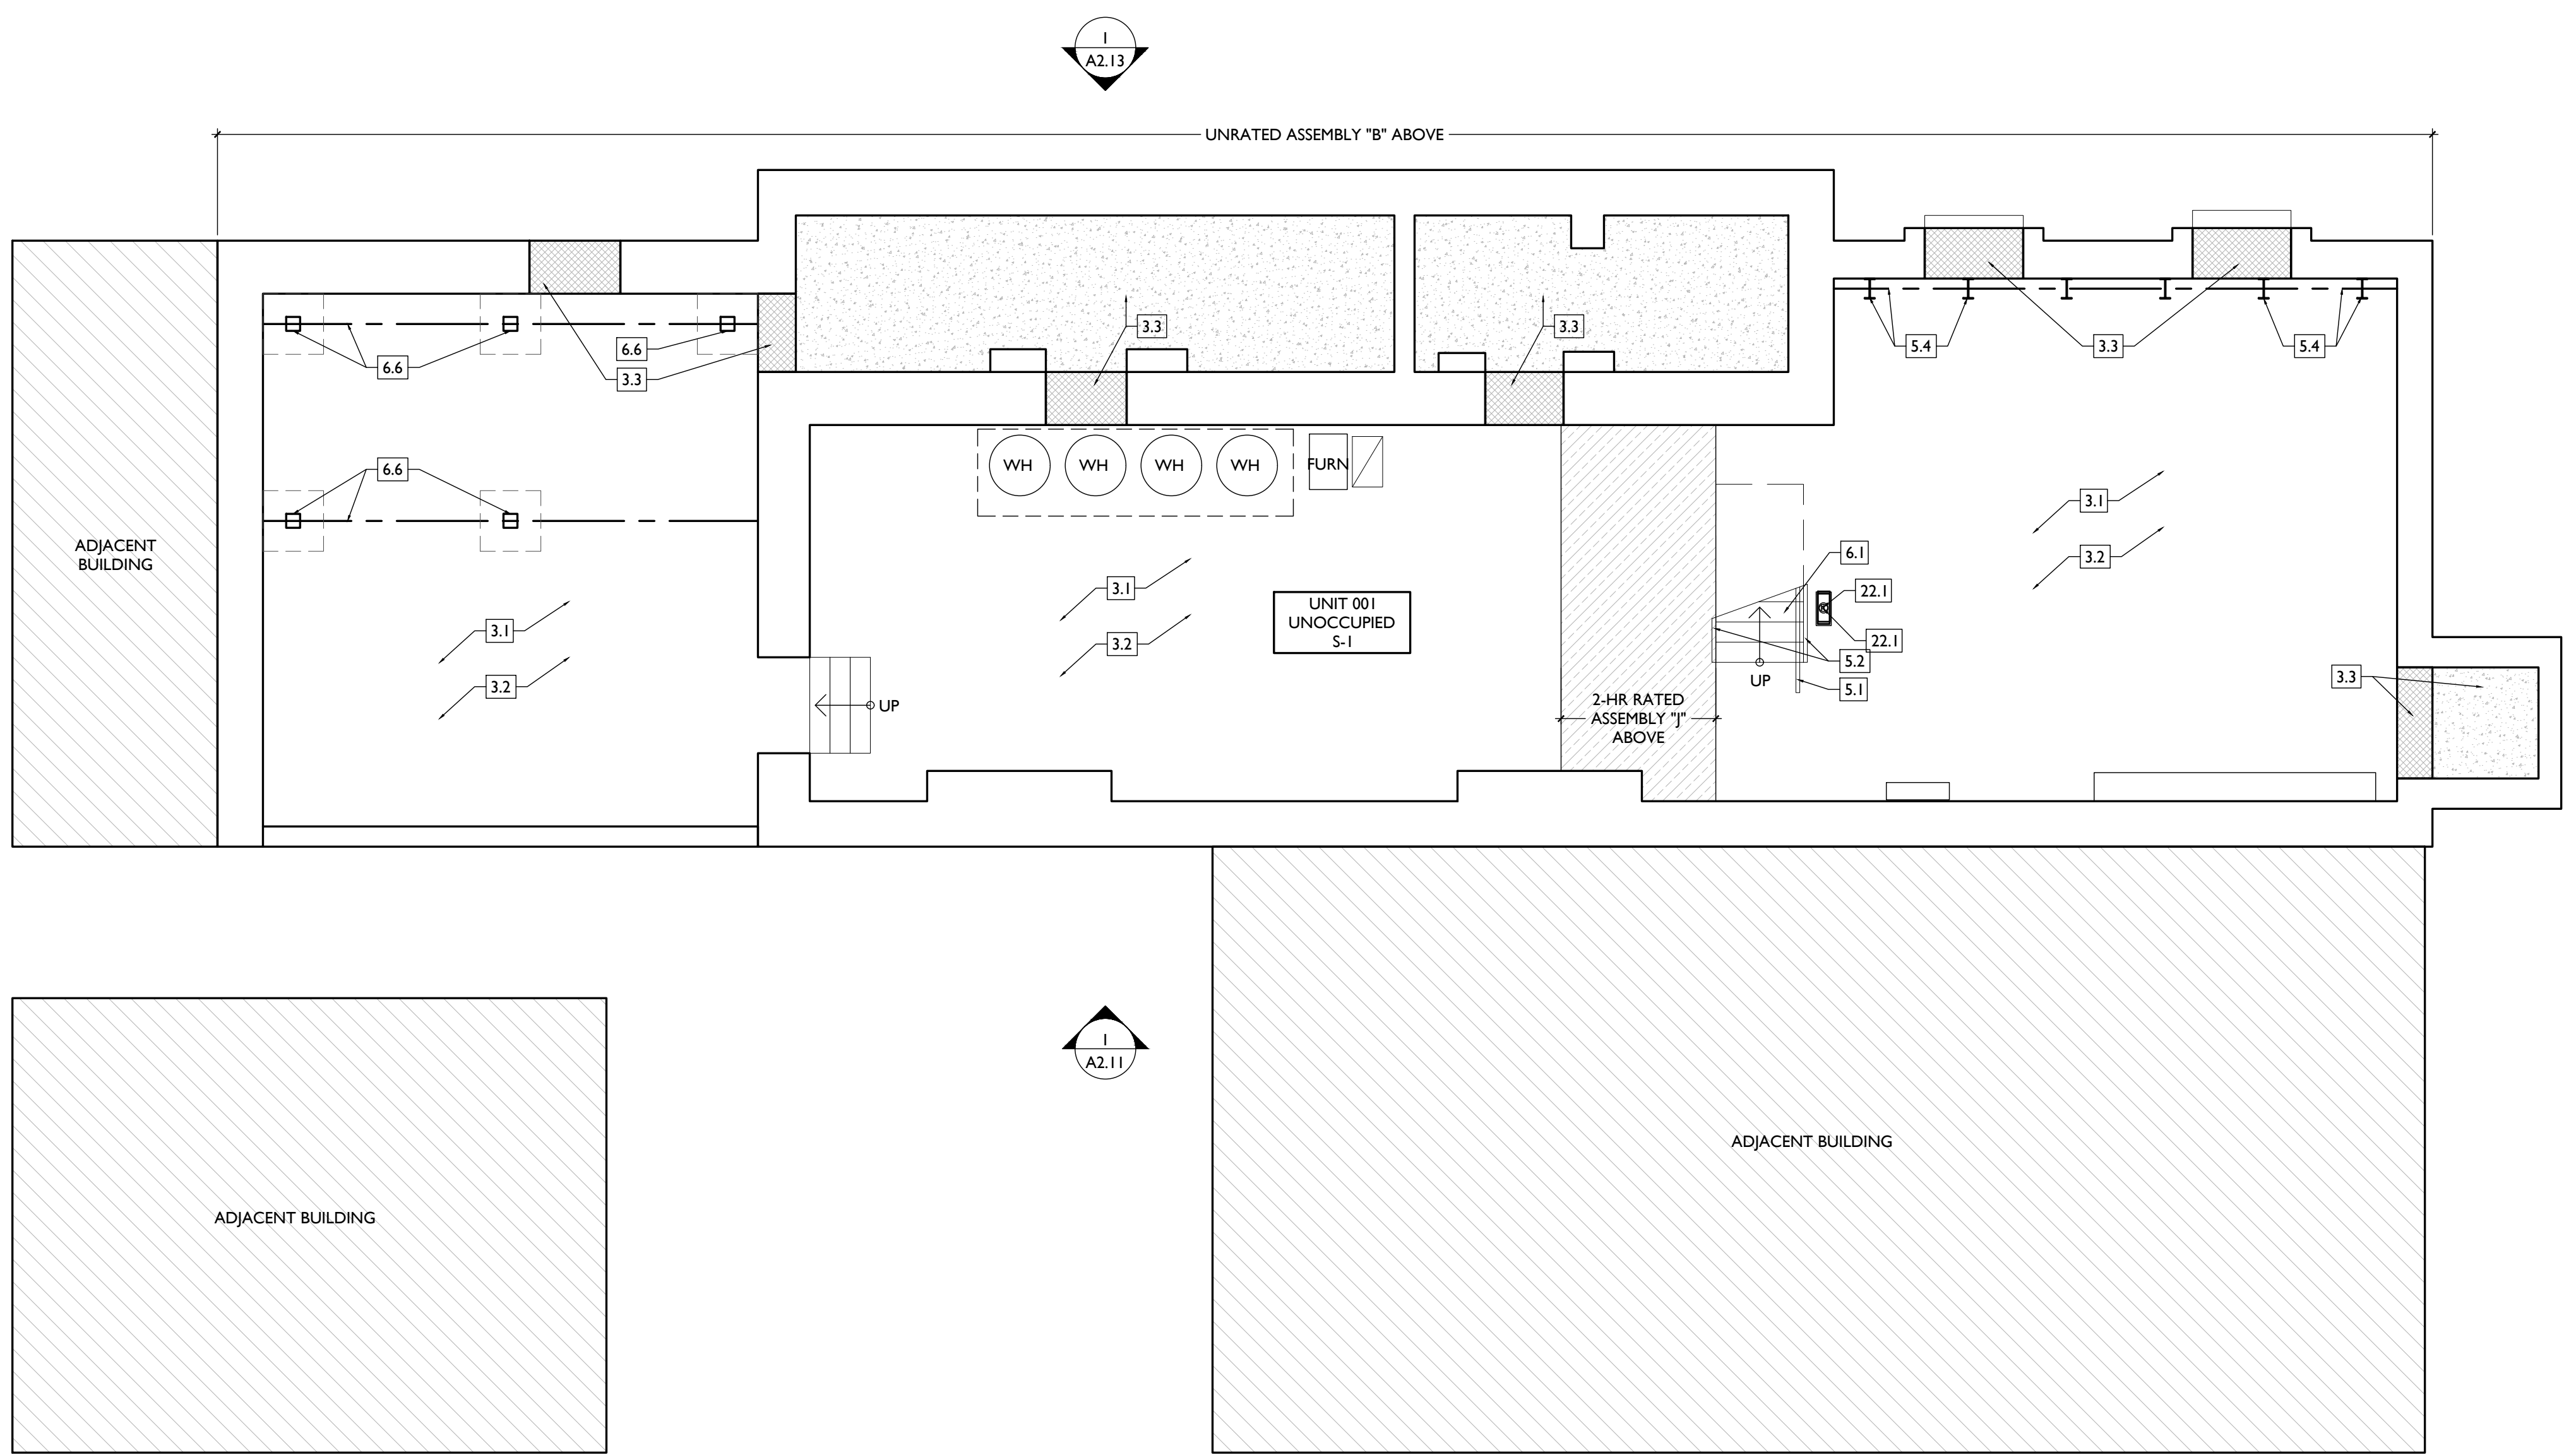 1
A2.13
UNRATED ASSEMBLY "B" ABOVE
3.3
3.3
6.6
6.6
3.3
5.4
3.3
5.4
WH
WH
WH
WH
FURN
6.6
ADJACENT
BUILDING
3.1
3.2
6.1
3.1
3.2
UNIT 001
UNOCCUPIED
S-1
22.1
22.1
3.1
3.2
5.2
5.1
UP
UP
3.3
2-HR RATED
ASSEMBLY "J"
ABOVE
1
A2.11
ADJACENT BUILDING
ADJACENT BUILDING